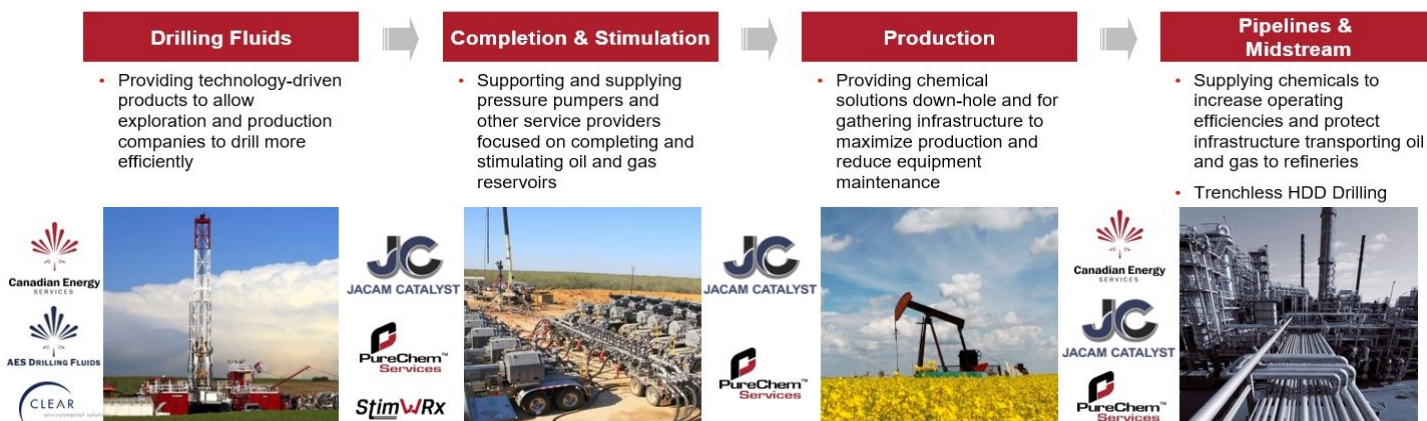 Drilling Fluids
• Providing technology-driven
products to allow
exploration and production
companies to drill more
efficiently
Canadian Energy
SERVICES
AES DRILLING FLUIDS
CLEAR
environmental solutions
Completion & Stimulation
• Supporting and supplying
pressure pumpers and
other service providers
focused on completing and
stimulating oil and gas
reservoirs
JC
JACAM CATALYST
PureChem™
Services
StimWRx
Production
• Providing chemical
solutions down-hole and for
gathering infrastructure to
maximize production and
reduce equipment
maintenance
JC
JACAM CATALYST
PureChem™
Services
Pipelines &
Midstream
• Supplying chemicals to
increase operating
efficiencies and protect
infrastructure transporting oil
and gas to refineries
• Trenchless HDD Drilling
Canadian Energy
SERVICES
JC
JACAM CATALYST
PureChem™
Services